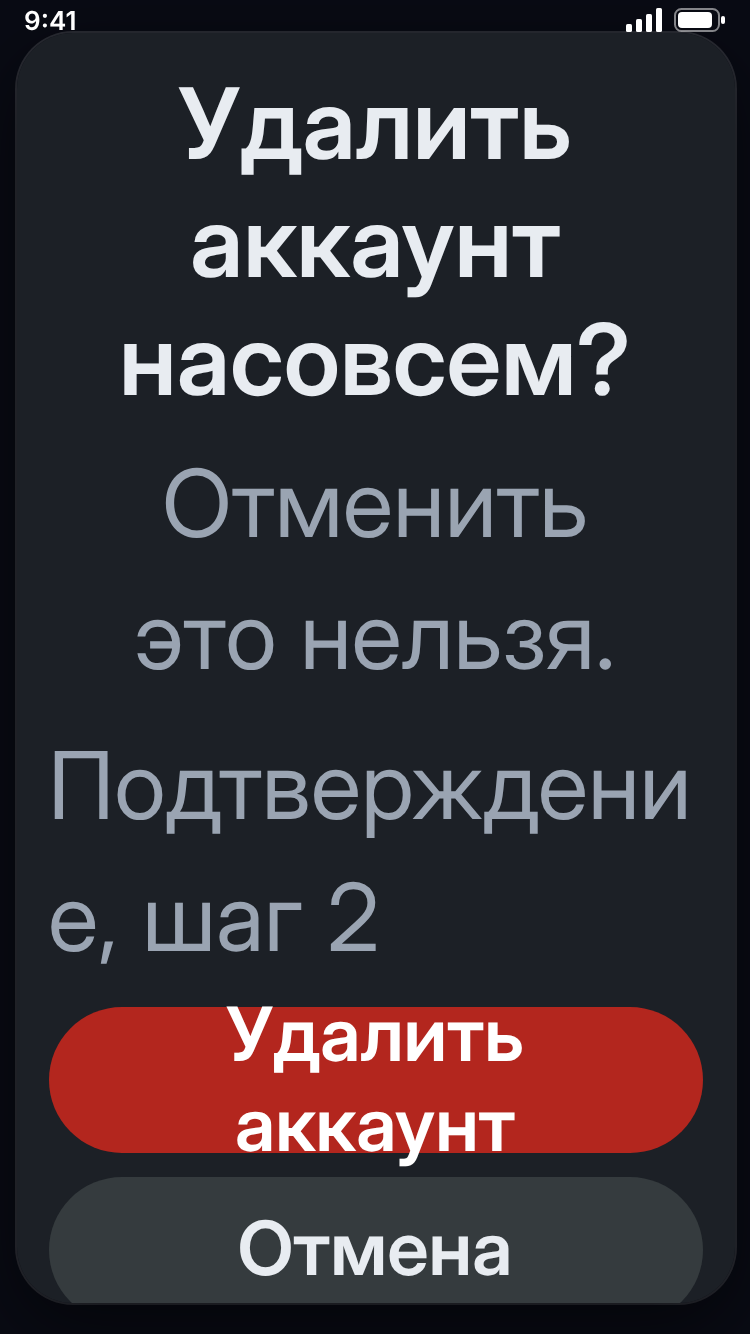 9:41
Удалить
аккаунт
насовсем?
Отменить
это нельзя.
Подтверждени
е, шаг 2
Удалить
аккаунт
Отмена